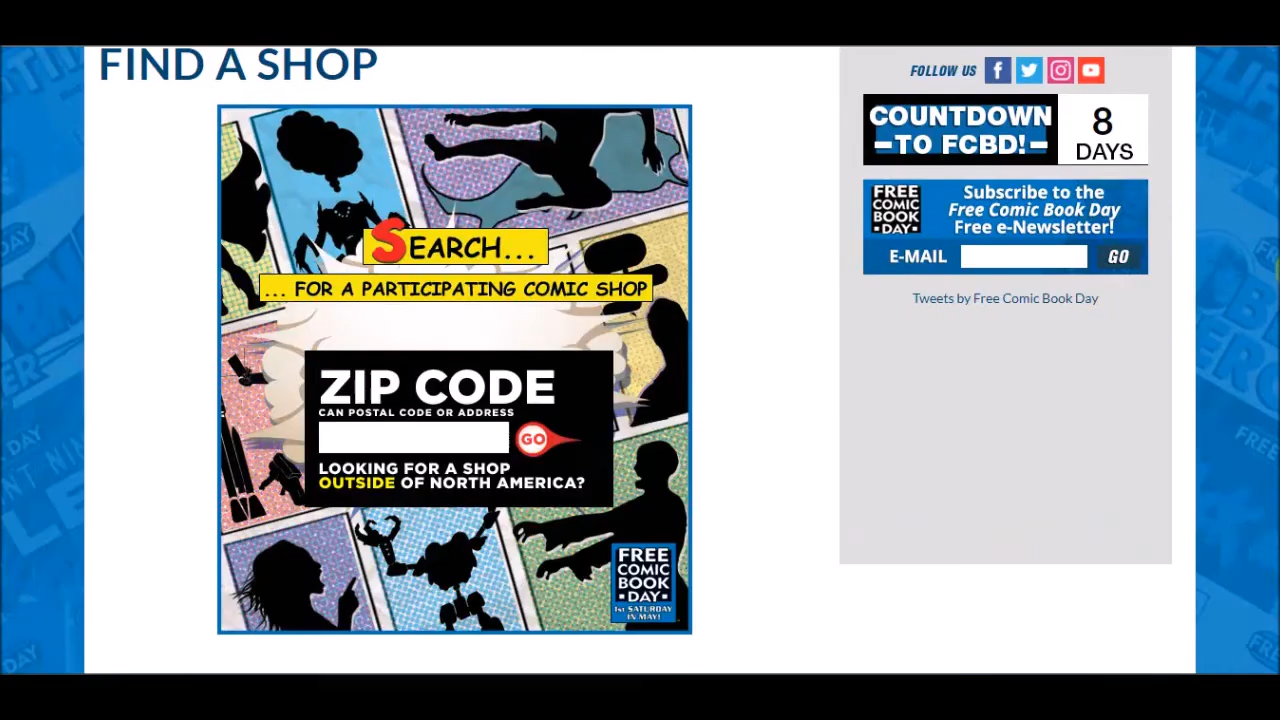 FIND A SHOP
SEARCH...
... FOR A PARTICIPATING COMIC SHOP
ZIP CODE
CAN POSTAL CODE OR ADDRESS
GO
LOOKING FOR A SHOP
OUTSIDE OF NORTH AMERICA?
FREE
COMIC
BOOK
DAY
1st SATURDAY
IN MAY!
FOLLOW US
COUNTDOWN
TO FCBD!
8
DAYS
FREE
COMIC
BOOK
DAY
Subscribe to the
Free Comic Book Day
Free e-Newsletter!
E-MAIL
GO
Tweets by Free Comic Book Day